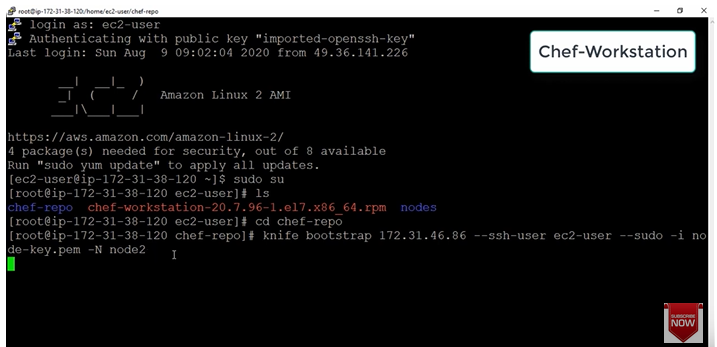 root@ip-172-31-38-120:/home/ec2-user/chef-repo
login as: ec2-user
Authenticating with public key "imported-openssh-key"
Last login: Sun Aug  9 09:02:04 2020 from 49.36.141.226
Chef-Workstation
__|  __|_  )
_|  (     /   Amazon Linux 2 AMI
___|\___|___|
https://aws.amazon.com/amazon-linux-2/
4 package(s) needed for security, out of 8 available
Run "sudo yum update" to apply all updates.
[ec2-user@ip-172-31-38-120 ~]$ sudo su
[root@ip-172-31-38-120 ec2-user]# ls
chef-repo  chef-workstation-20.7.96-1.el7.x86_64.rpm  nodes
[root@ip-172-31-38-120 ec2-user]# cd chef-repo
[root@ip-172-31-38-120 chef-repo]# knife bootstrap 172.31.46.86 --ssh-user ec2-user --sudo -i no
de-key.pem -N node2
SUBSCRIBE
NOW